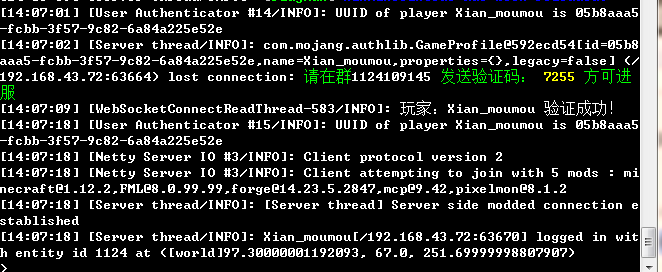 [14:07:01] [User Authenticator #14/INFO]: UUID of player Xian_moumou is 05b8aaa5
-fcbb-3f57-9c82-6a84a225e52e
[14:07:02] [Server thread/INFO]: com.mojang.authlib.GameProfile@592ecd54[id=05b8
aaa5-fcbb-3f57-9c82-6a84a225e52e,name=Xian_moumou,properties={},legacy=false] (/
192.168.43.72:63664) lost connection: 请在群1124109145 发送验证码： 7255 方可进
服
[14:07:09] [WebSocketConnectReadThread-583/INFO]: 玩家：Xian_moumou 验证成功！
[14:07:18] [User Authenticator #15/INFO]: UUID of player Xian_moumou is 05b8aaa5
-fcbb-3f57-9c82-6a84a225e52e
[14:07:18] [Netty Server IO #3/INFO]: Client protocol version 2
[14:07:18] [Netty Server IO #3/INFO]: Client attempting to join with 5 mods : mi
necraft@1.12.2,FML@8.0.99.99,forge@14.23.5.2847,mcp@9.42,pixelmon@8.1.2
[14:07:18] [Server thread/INFO]: [Server thread] Server side modded connection e
stablished
[14:07:18] [Server thread/INFO]: Xian_moumou[/192.168.43.72:63670] logged in wit
h entity id 1124 at ([world]97.30000001192093, 67.0, 251.69999998807907)
>